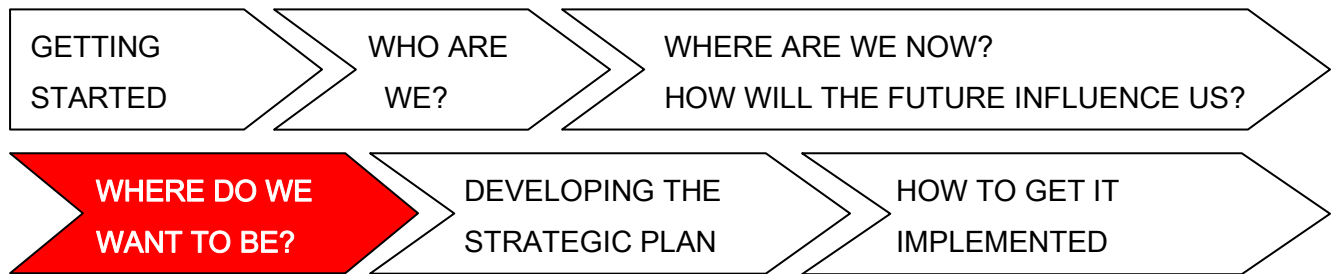 GETTING
STARTED
WHO ARE
WE?
WHERE ARE WE NOW?
HOW WILL THE FUTURE INFLUENCE US?
WHERE DO WE
WANT TO BE?
DEVELOPING THE
STRATEGIC PLAN
HOW TO GET IT
IMPLEMENTED